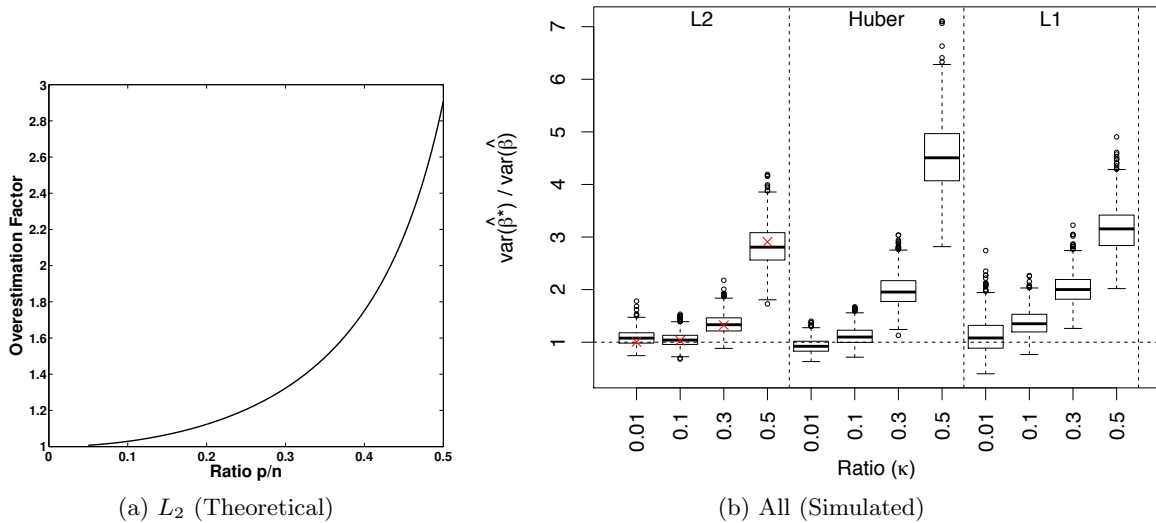 3
2.8
2.6
2.4
2.2
2
1.8
1.6
1.4
1.2
1
0 0.1 0.2 0.3 0.4 0.5
Overestimation Factor
Ratio p/n
(a) L₂ (Theoretical)
L2 Huber L1
7
6
5
4
3
2
1
var(β̂*) / var(β̂)
0.01 0.1 0.3 0.5 0.01 0.1 0.3 0.5 0.01 0.1 0.3 0.5
Ratio (κ)
(b) All (Simulated)